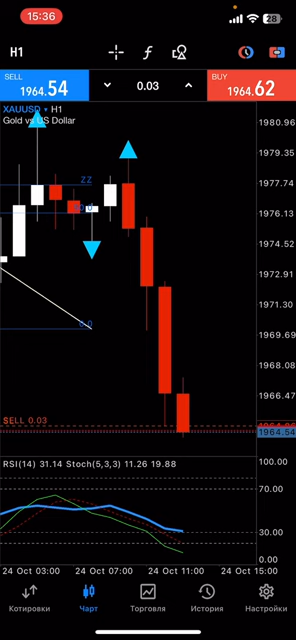 15:36
28
H1
SELL
1964.54
0.03
BUY
1964.62
XAUUSD H1
Gold vs US Dollar
1980.96
1979.35
ZZ
1977.74
1976.13
1974.52
1972.91
1971.30
0.0
1969.69
1968.08
1966.47
SELL 0.03
1964.54
RSI(14) 31.14 Stoch(5,3,3) 11.26 19.88
100.00
70.00
30.00
0.00
24 Oct 03:00
24 Oct 07:00
24 Oct 11:00
24 Oct 15:00
Котировки
Чарт
Торговля
История
Настройки